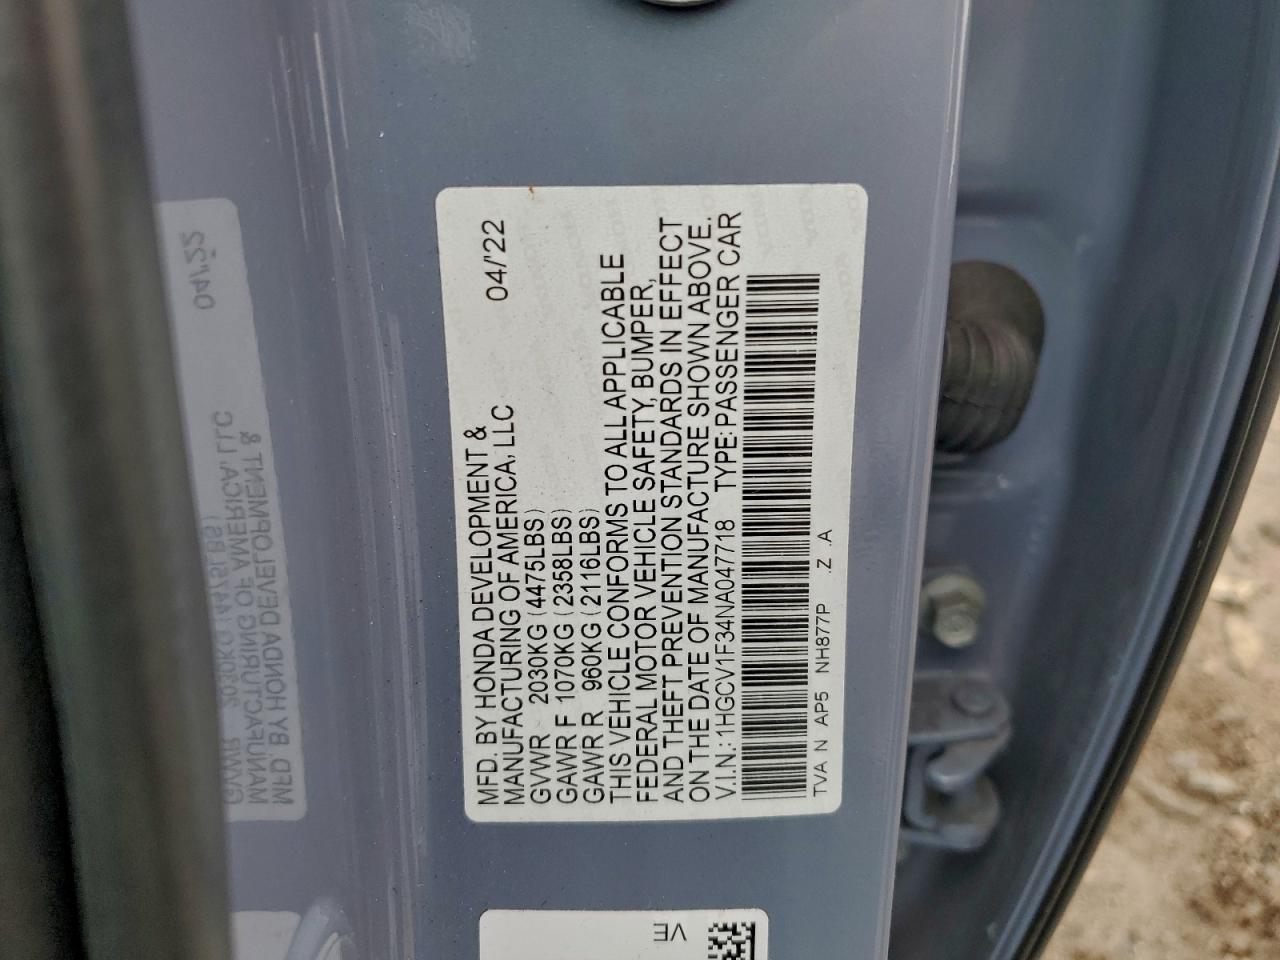 MFD. BY HONDA DEVELOPMENT & 04/'22
MANUFACTURING OF AMERICA, LLC
GVWR 2030KG (4475LBS)
GAWR F 1070KG (2358LBS)
GAWR R 960KG (2116LBS)
THIS VEHICLE CONFORMS TO ALL APPLICABLE
FEDERAL MOTOR VEHICLE SAFETY, BUMPER,
AND THEFT PREVENTION STANDARDS IN EFFECT
ON THE DATE OF MANUFACTURE SHOWN ABOVE.
V.I.N.: 1HGCV1F34NA047718 TYPE: PASSENGER CAR
TVA N AP5 NH877P .Z .A
VE